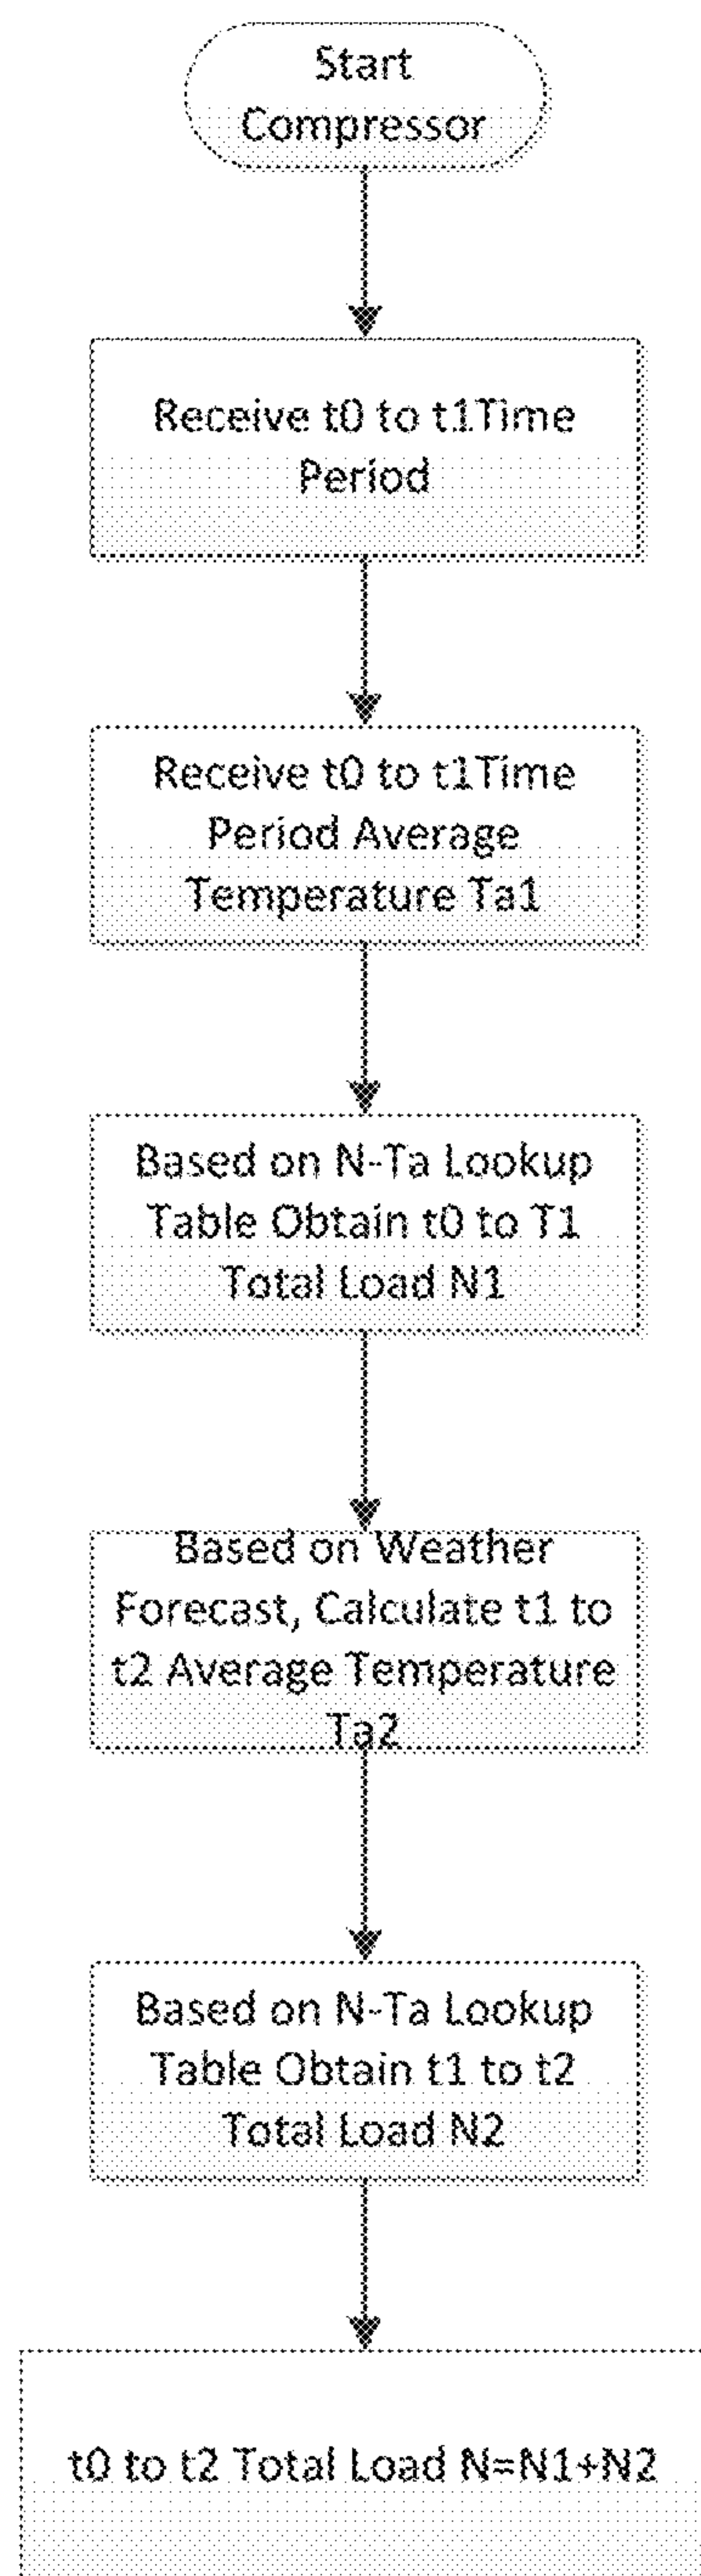 Start
Compressor
Receive t0 to t1Time
Period
Receive t0 to t1Time
Period Average
Temperature Ta1
Based on N-Ta Lookup
Table Obtain t0 to T1
Total Load N1
Based on Weather
Forecast, Calculate t1 to
t2 Average Temperature
Ta2
Based on N-Ta Lookup
Table Obtain t1 to t2
Total Load N2
t0 to t2 Total Load N=N1+N2